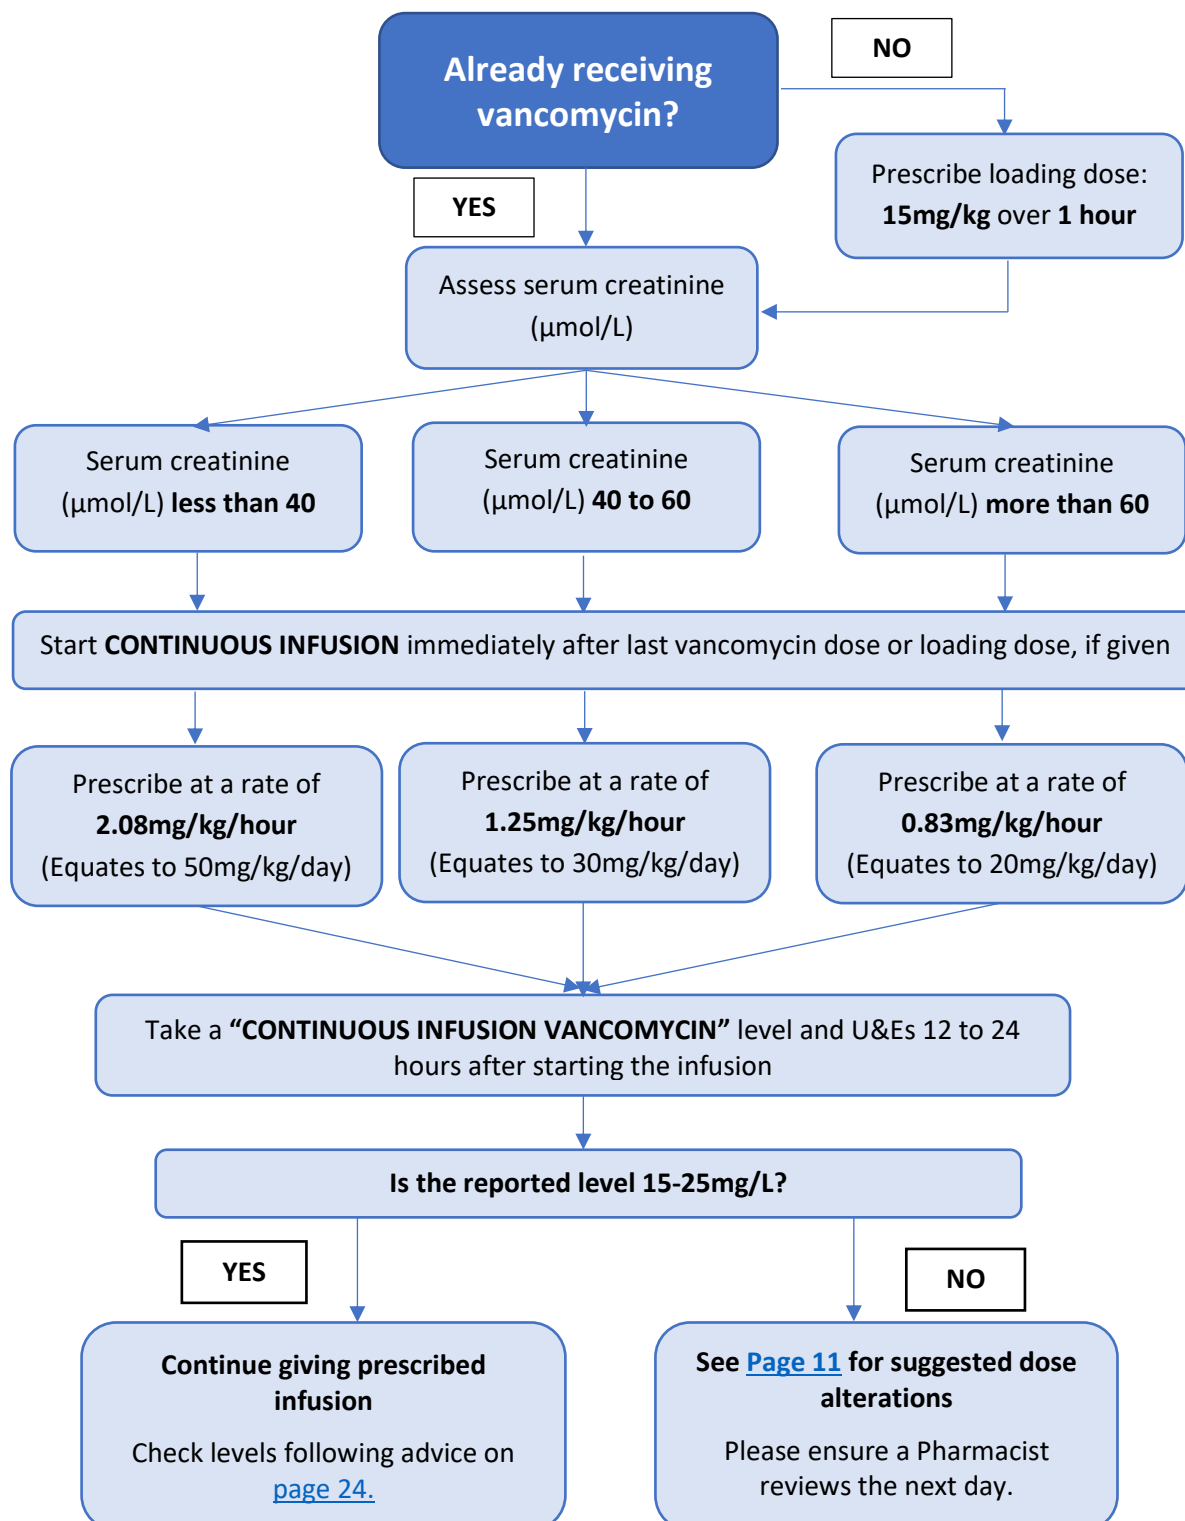 Already receiving
vancomycin?
NO
Prescribe loading dose:
15mg/kg over 1 hour
YES
Assess serum creatinine
(µmol/L)
Serum creatinine
(µmol/L) less than 40
Serum creatinine
(µmol/L) 40 to 60
Serum creatinine
(µmol/L) more than 60
Start CONTINUOUS INFUSION immediately after last vancomycin dose or loading dose, if given
Prescribe at a rate of
2.08mg/kg/hour
(Equates to 50mg/kg/day)
Prescribe at a rate of
1.25mg/kg/hour
(Equates to 30mg/kg/day)
Prescribe at a rate of
0.83mg/kg/hour
(Equates to 20mg/kg/day)
Take a “CONTINUOUS INFUSION VANCOMYCIN” level and U&Es 12 to 24
hours after starting the infusion
Is the reported level 15-25mg/L?
YES
NO
Continue giving prescribed
infusion
Check levels following advice on
page 24.
See Page 11 for suggested dose
alterations
Please ensure a Pharmacist
reviews the next day.